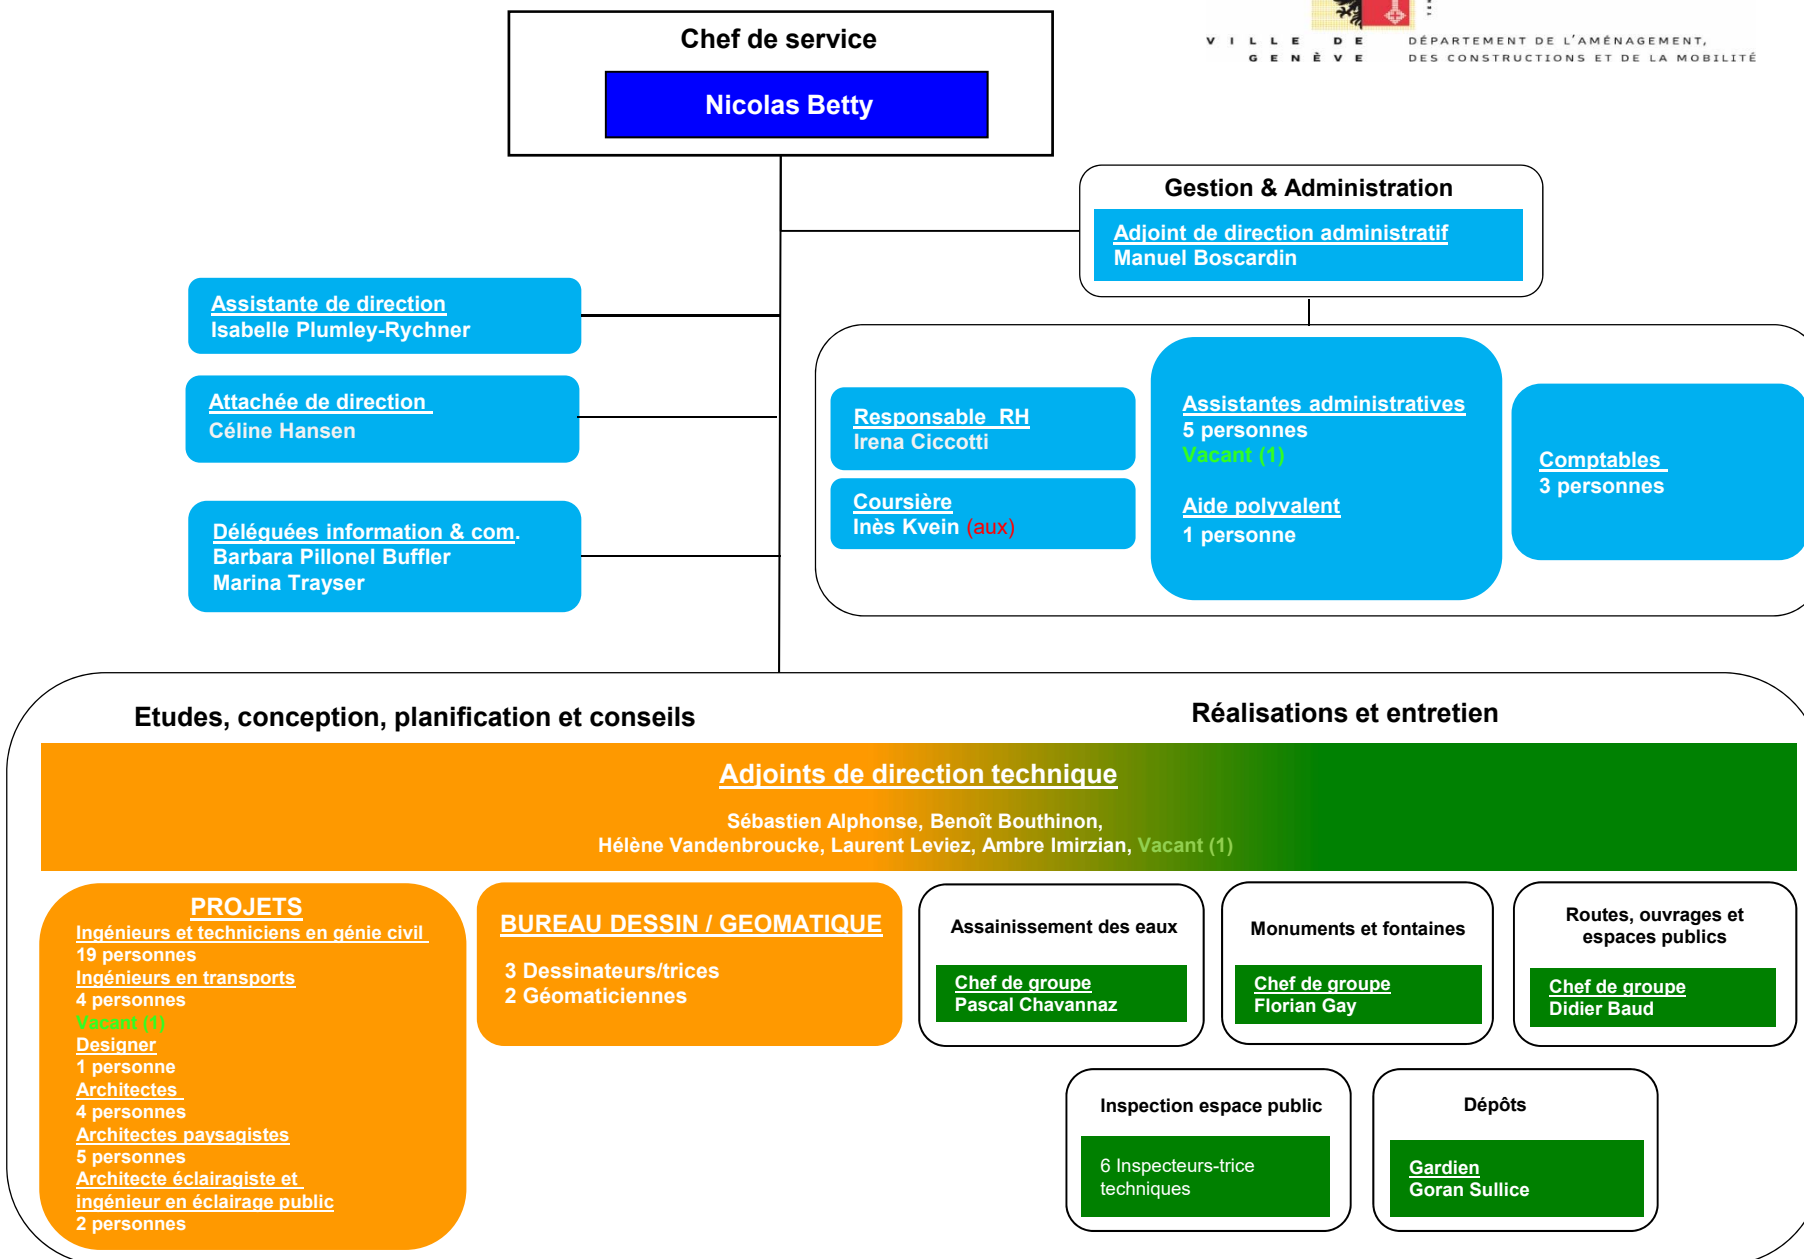 Chef de service
Nicolas Betty
VILLE DE
GENÈVE
DÉPARTEMENT DE L'AMÉNAGEMENT,
DES CONSTRUCTIONS ET DE LA MOBILITÉ
Gestion & Administration
Adjoint de direction administratif
Manuel Boscardin
Assistante de direction
Isabelle Plumley-Rychner
Attachée de direction
Céline Hansen
Déléguées information & com.
Barbara Pillonel Buffler
Marina Trayser
Responsable RH
Irena Ciccotti
Coursière
Inès Kvein (aux)
Assistantes administratives
5 personnes
Vacant (1)
Aide polyvalent
1 personne
Comptables
3 personnes
Etudes, conception, planification et conseils
Réalisations et entretien
Adjoints de direction technique
Sébastien Alphonse, Benoît Bouthinon,
Hélène Vandenbroucke, Laurent Leviez, Ambre Imirzian, Vacant (1)
PROJETS
Ingénieurs et techniciens en génie civil
19 personnes
Ingénieurs en transports
4 personnes
Vacant (1)
Designer
1 personne
Architectes
4 personnes
Architectes paysagistes
5 personnes
Architecte éclairagiste et
ingénieur en éclairage public
2 personnes
BUREAU DESSIN / GEOMATIQUE
3 Dessinateurs/trices
2 Géomaticiennes
Assainissement des eaux
Chef de groupe
Pascal Chavannaz
Monuments et fontaines
Chef de groupe
Florian Gay
Routes, ouvrages et
espaces publics
Chef de groupe
Didier Baud
Inspection espace public
6 Inspecteurs-trice
techniques
Dépôts
Gardien
Goran Sullice